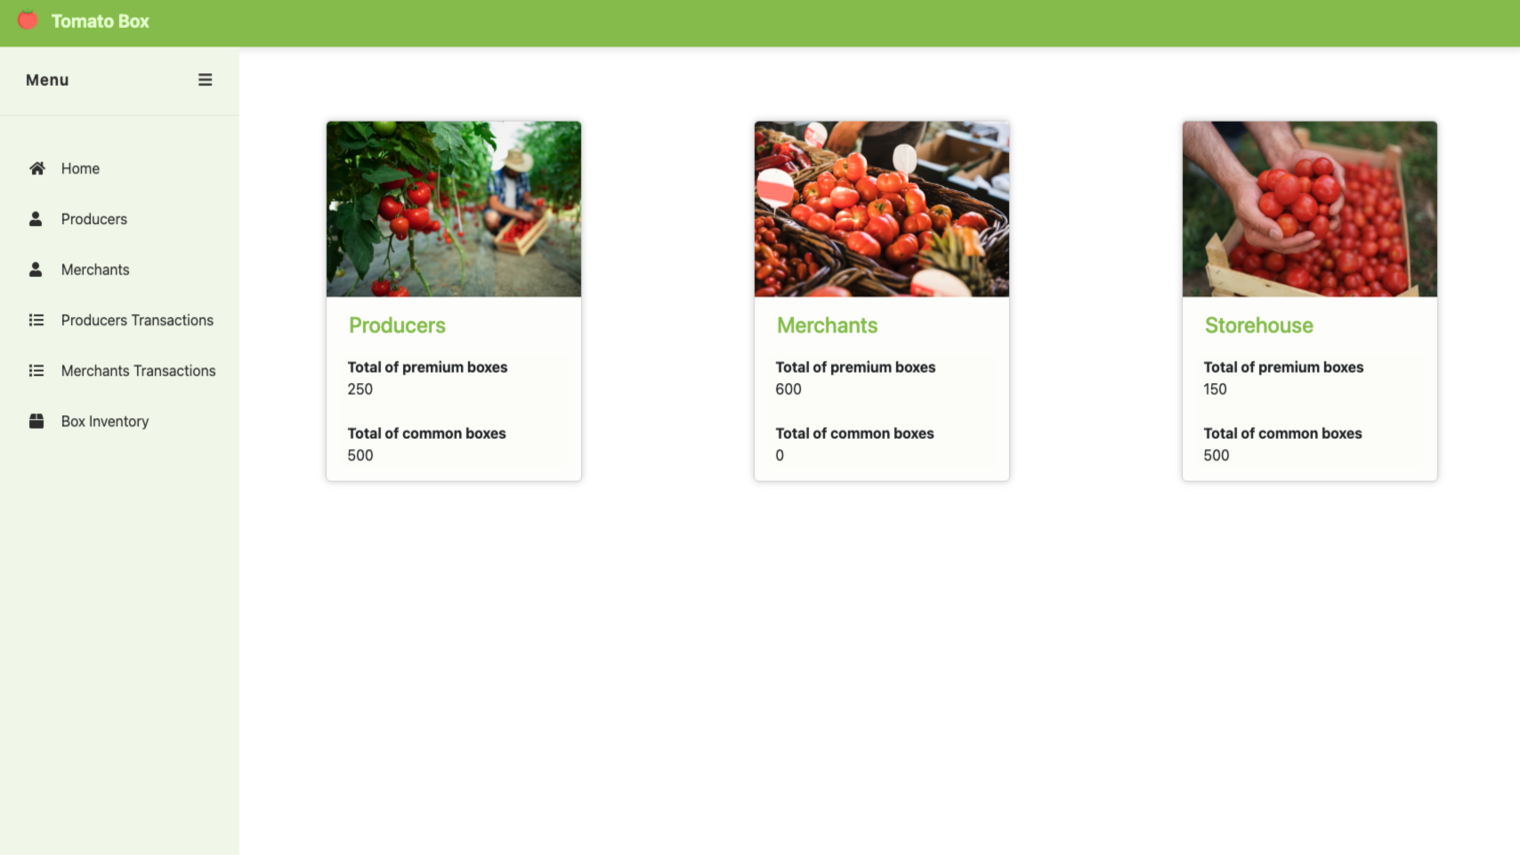 Tomato Box
Menu
Home
Producers
Merchants
Producers Transactions
Merchants Transactions
Box Inventory
Producers
Total of premium boxes
250
Total of common boxes
500
Merchants
Total of premium boxes
600
Total of common boxes
0
Storehouse
Total of premium boxes
150
Total of common boxes
500